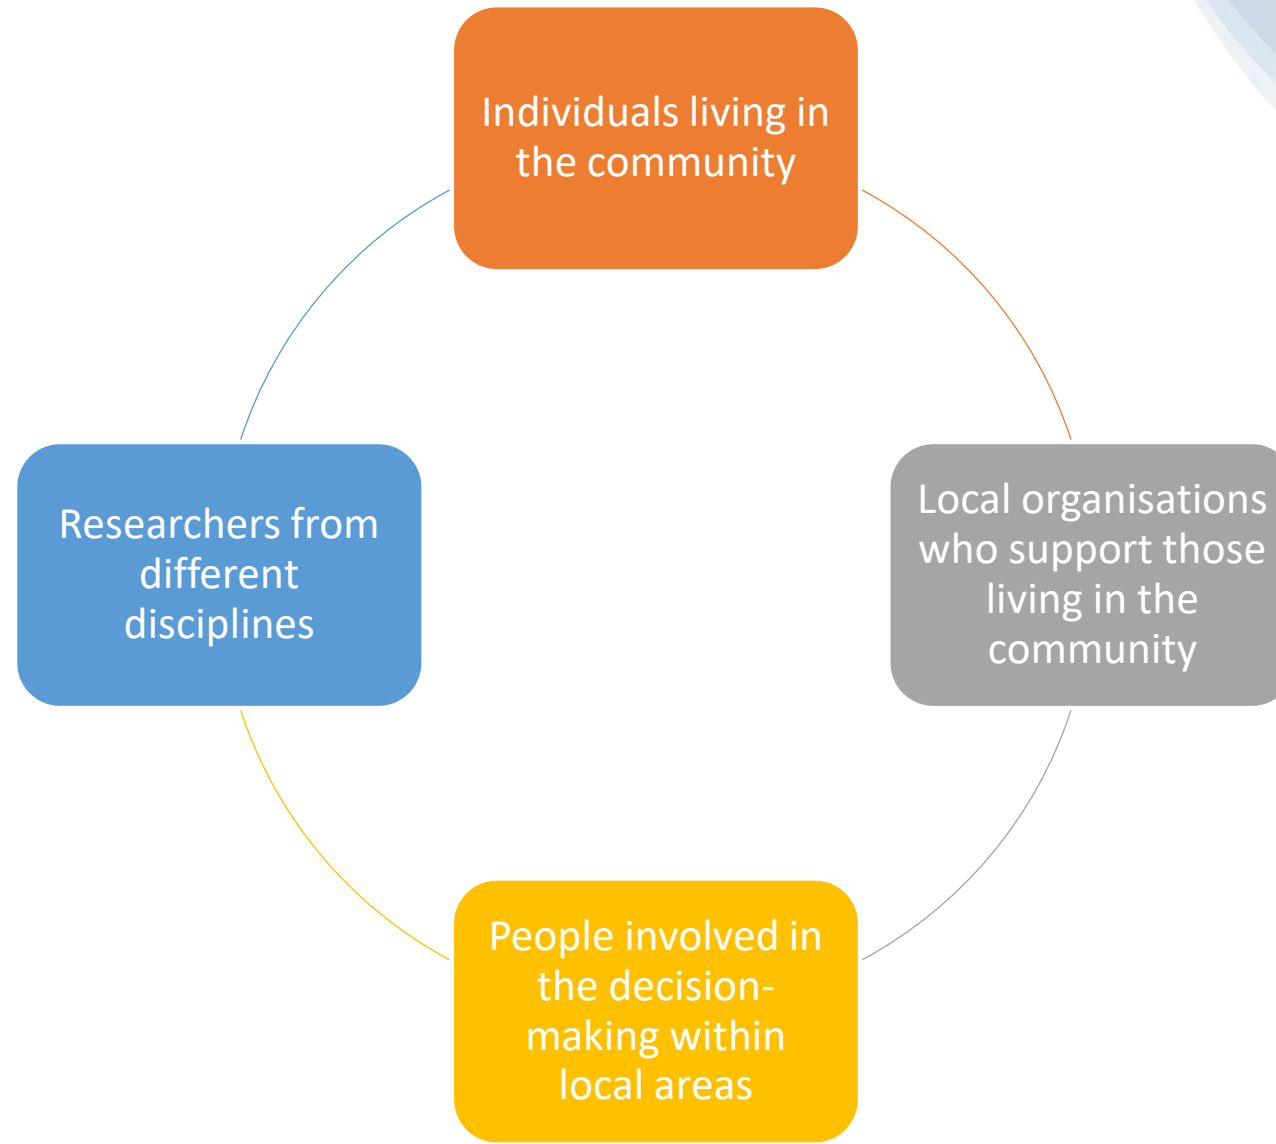 Individuals living in
the community
Local organisations
who support those
living in the
community
People involved in
the decision-
making within
local areas
Researchers from
different
disciplines